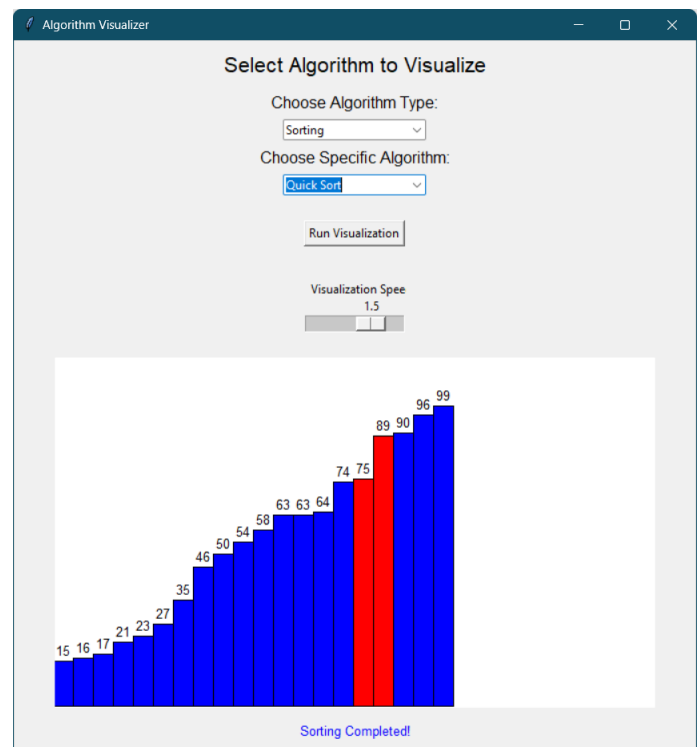 Algorithm Visualizer
Select Algorithm to Visualize
Choose Algorithm Type:
Sorting
Choose Specific Algorithm:
Quick Sort
Run Visualization
Visualization Spee
1.5
15 16 17 21 23 27 35 46 50 54 58 63 63 64 74 75 89 90 96 99
Sorting Completed!